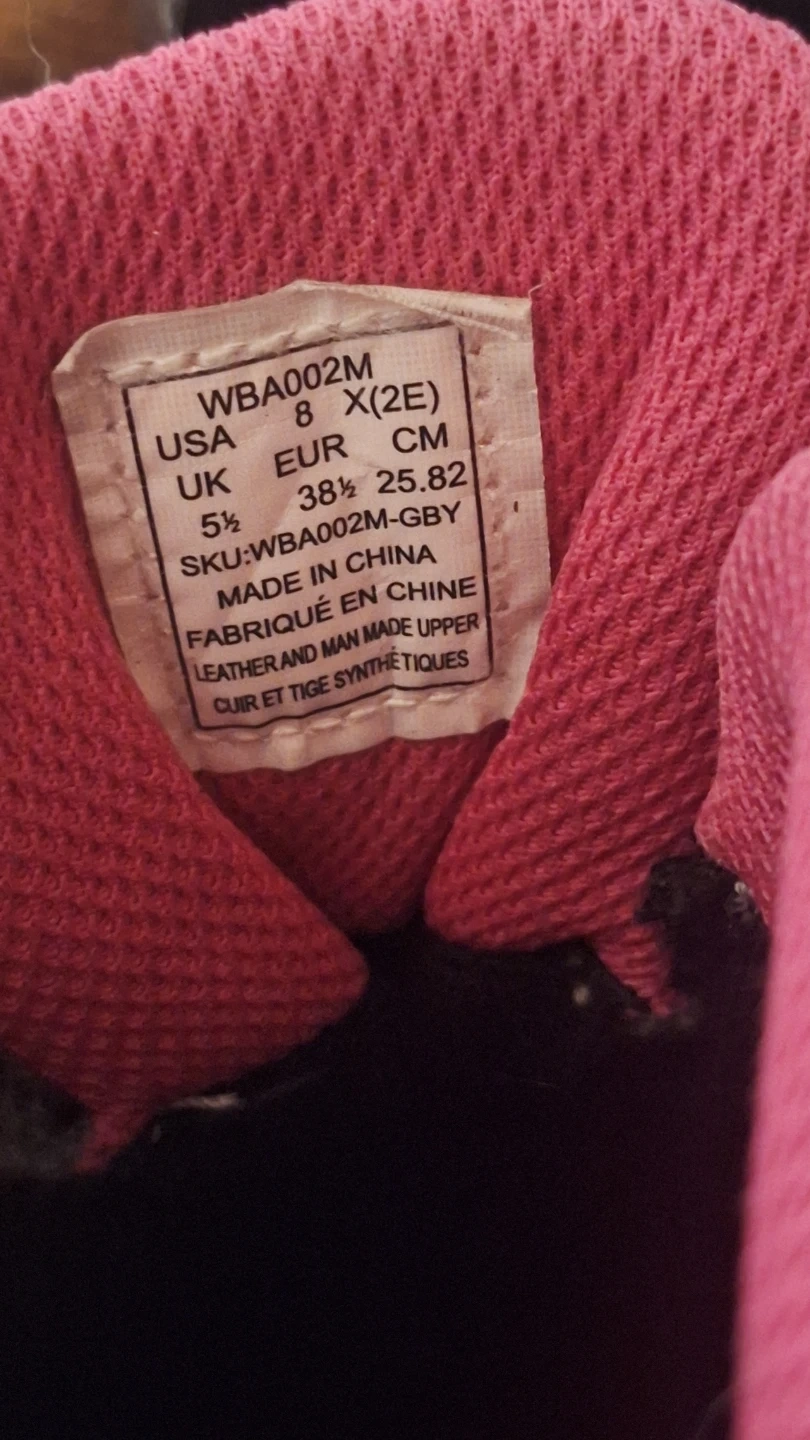 WBA002M
USA 8 X(2E)
UK EUR CM
5½ 38½ 25.82
SKU:WBA002M-GBY
MADE IN CHINA
FABRIQUÉ EN CHINE
LEATHER AND MAN MADE UPPER
CUIR ET TIGE SYNTHÉTIQUES